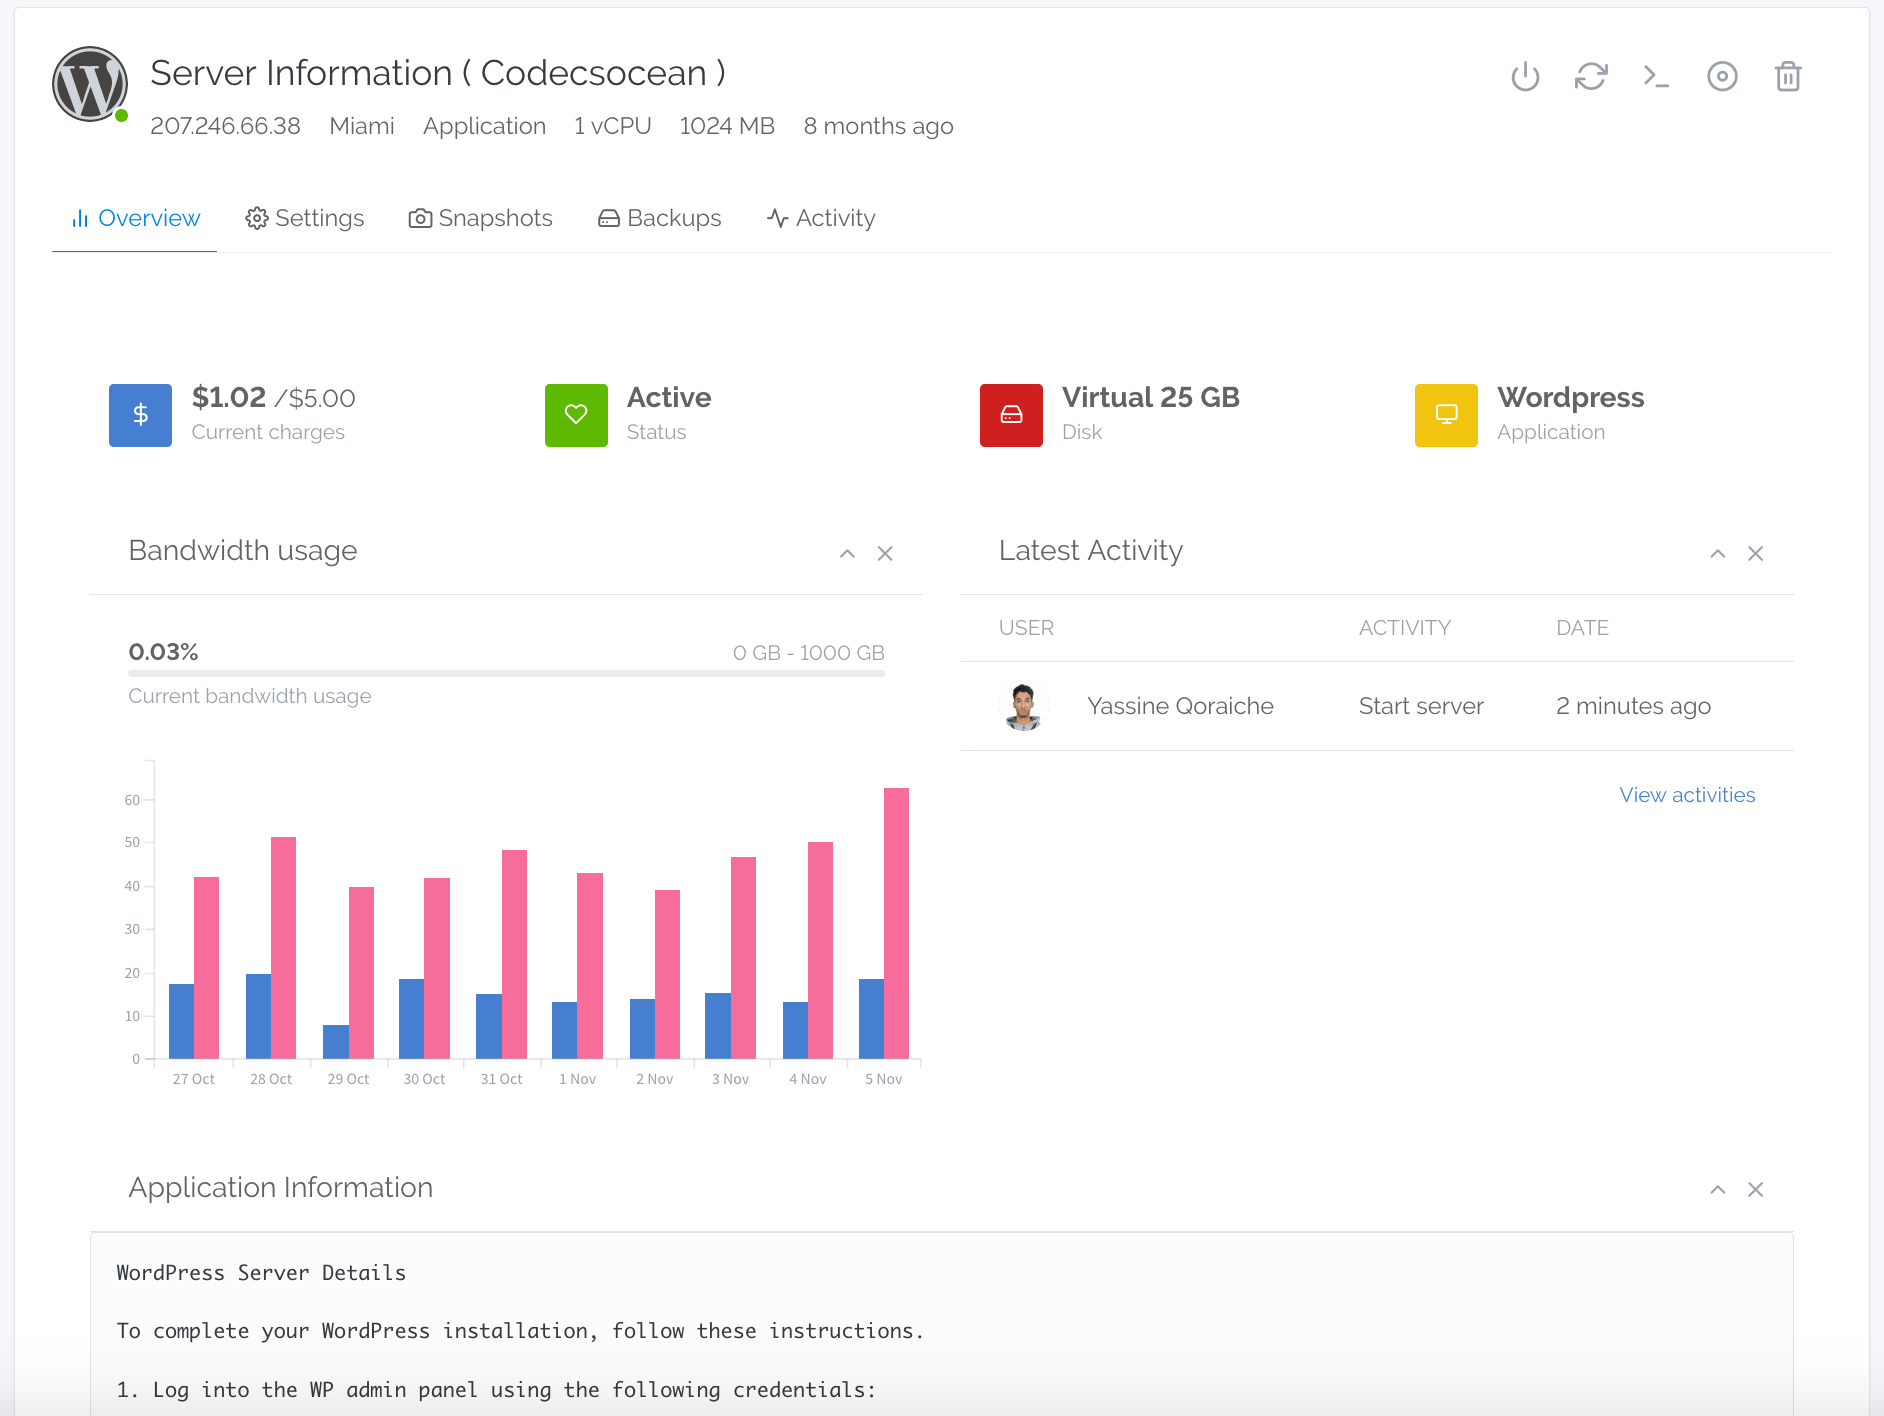 Server Information ( Codecsocean )
207.246.66.38 Miami Application 1 vCPU 1024 MB 8 months ago
Overview Settings Snapshots Backups Activity
$1.02 /$5.00
Current charges
Active
Status
Virtual 25 GB
Disk
Wordpress
Application
Bandwidth usage
0.03% 0 GB - 1000 GB
Current bandwidth usage
60
50
40
30
20
10
0
27 Oct 28 Oct 29 Oct 30 Oct 31 Oct 1 Nov 2 Nov 3 Nov 4 Nov 5 Nov
Latest Activity
USER ACTIVITY DATE
Yassine Qoraiche Start server 2 minutes ago
View activities
Application Information
WordPress Server Details
To complete your WordPress installation, follow these instructions.
1. Log into the WP admin panel using the following credentials: